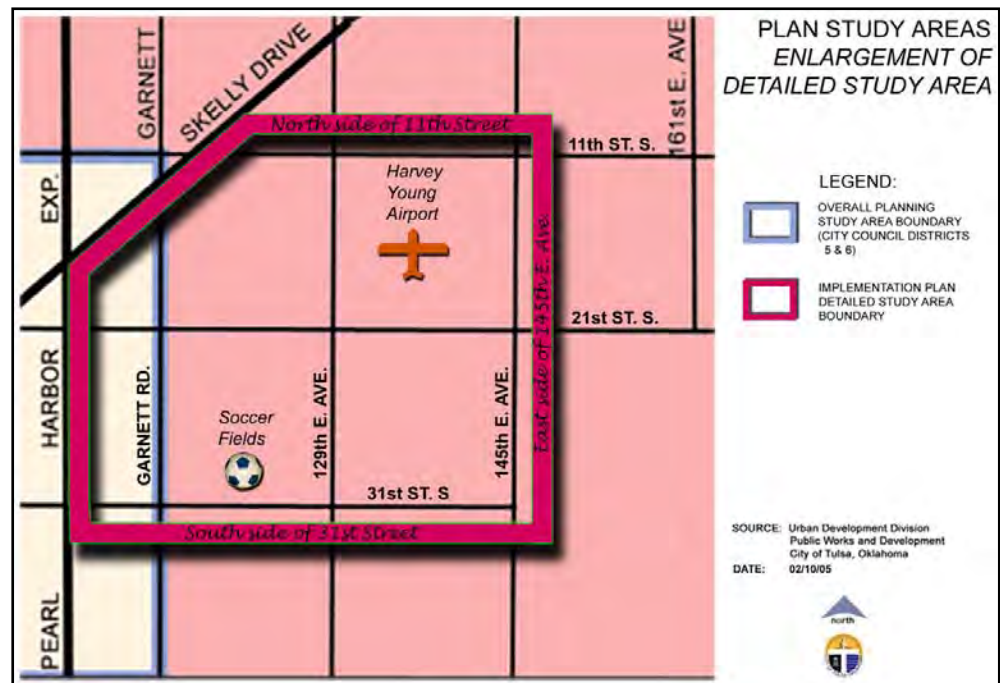 PLAN STUDY AREAS
ENLARGEMENT OF
DETAILED STUDY AREA
GARNETT
SKELLY DRIVE
161st E. AVE
North side of 11th Street
11th ST. S.
EXP.
Harvey
Young
Airport
East side of 145th E. Ave.
21st ST. S.
HARBOR
GARNETT RD.
129th E. AVE.
145th E. AVE.
Soccer
Fields
31st ST. S
South side of 31st Street
PEARL
LEGEND:
OVERALL PLANNING
STUDY AREA BOUNDARY
(CITY COUNCIL DISTRICTS
5 & 6)
IMPLEMENTATION PLAN
DETAILED STUDY AREA
BOUNDARY
SOURCE: Urban Development Division
Public Works and Development
City of Tulsa, Oklahoma
DATE: 02/10/05
north